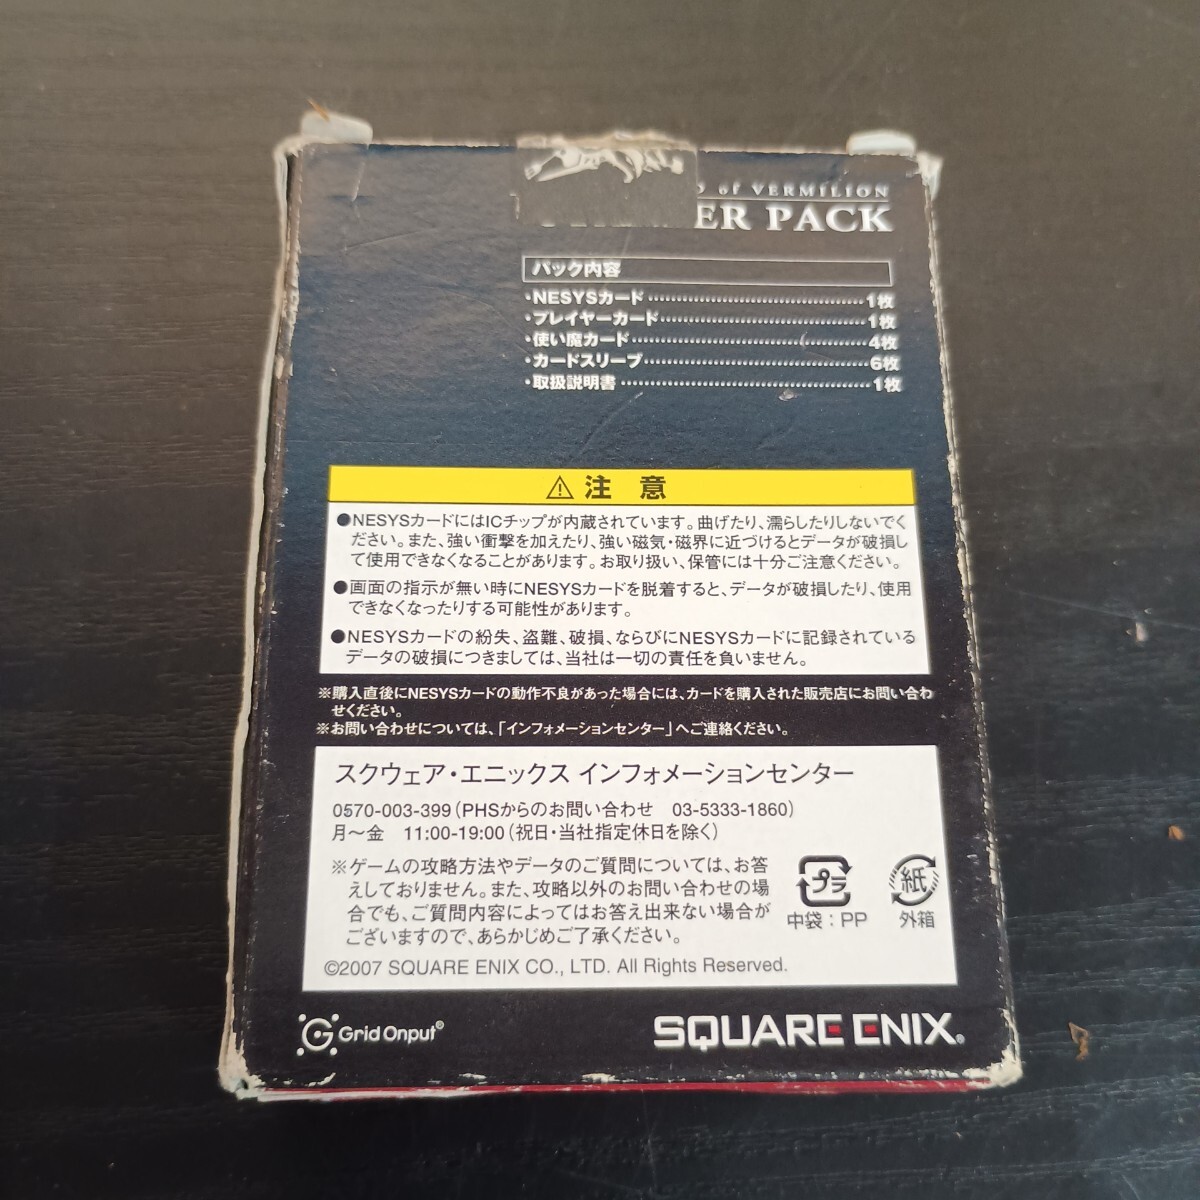 of VERMILION
ER PACK
パック内容
・NESYSカード 1枚
・プレイヤーカード 1枚
・使い魔カード 4枚
・カードスリーブ 6枚
・取扱説明書 1枚
注 意
●NESYSカードにはICチップが内蔵されています。曲げたり、濡らしたりしないでく
ださい。また、強い衝撃を加えたり、強い磁気・磁界に近づけるとデータが破損し
て使用できなくなることがあります。お取り扱い、保管には十分ご注意ください。
●画面の指示が無い時にNESYSカードを脱着すると、データが破損したり、使用
できなくなったりする可能性があります。
●NESYSカードの紛失、盗難、破損、ならびにNESYSカードに記録されている
データの破損につきましては、当社は一切の責任を負いません。
※購入直後にNESYSカードの動作不良があった場合には、カードを購入された販売店にお問い合わ
せください。
※お問い合わせについては、「インフォメーションセンター」へご連絡ください。
スクウェア・エニックス インフォメーションセンター
0570-003-399(PHSからのお問い合わせ 03-5333-1860)
月～金 11:00-19:00(祝日・当社指定休日を除く)
※ゲームの攻略方法やデータのご質問については、お答
えしておりません。また、攻略以外のお問い合わせの場
合でも、ご質問内容によってはお答え出来ない場合が
ございますので、あらかじめご了承ください。
プラ
中袋：PP
紙
外箱
©2007 SQUARE ENIX CO., LTD. All Rights Reserved.
Grid Onput®
SQUARE ENIX®